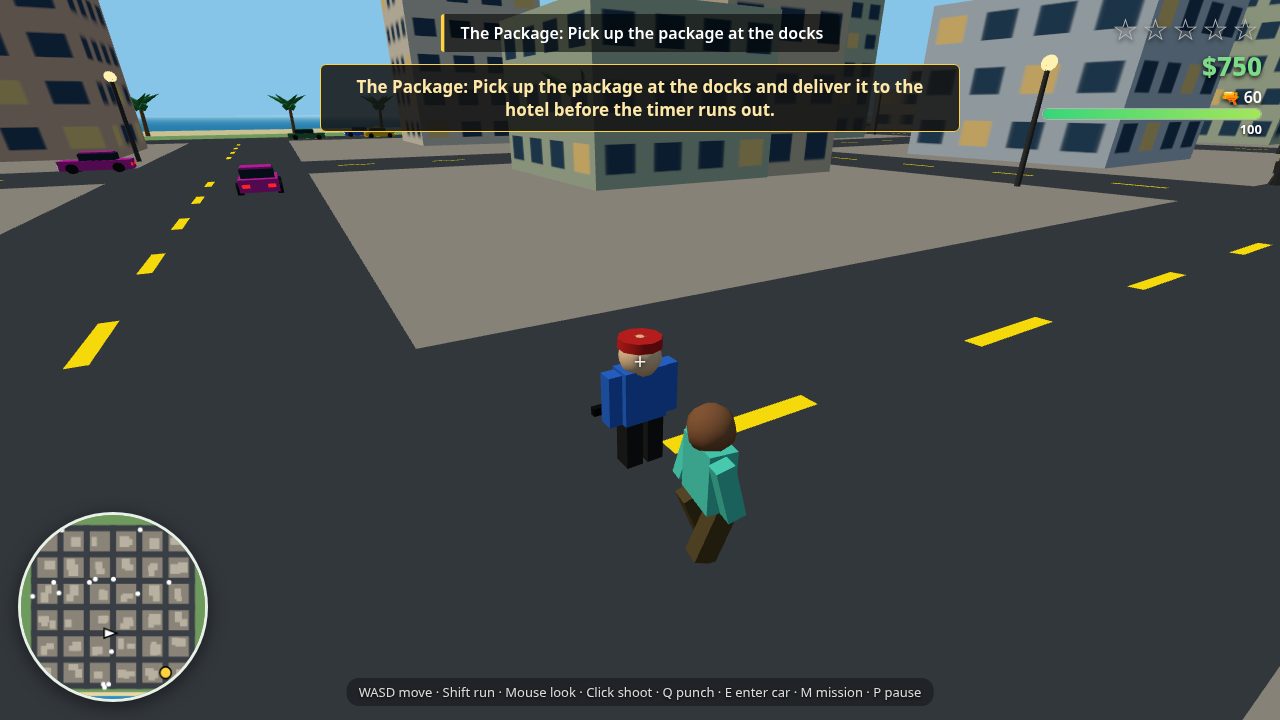 The Package: Pick up the package at the docks
The Package: Pick up the package at the docks and deliver it to the
hotel before the timer runs out.
$750
60
100
WASD move · Shift run · Mouse look · Click shoot · Q punch · E enter car · M mission · P pause